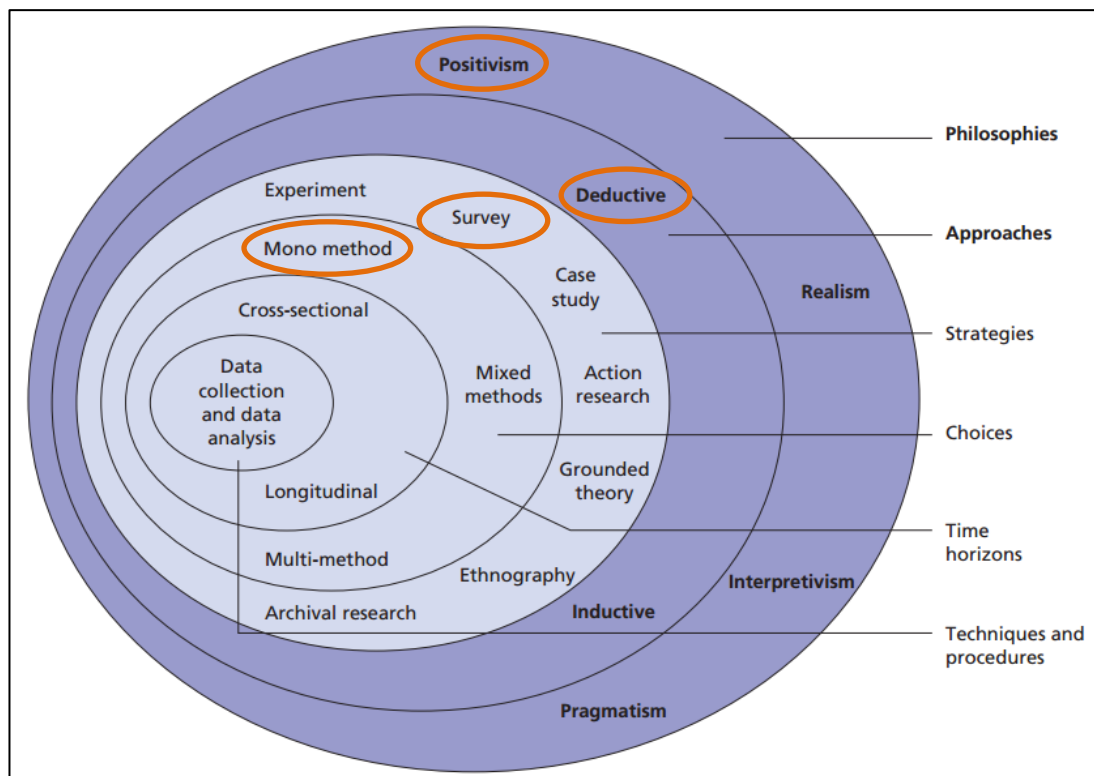 Positivism
Philosophies
Experiment
Deductive
Survey
Approaches
Mono method
Case
study
Realism
Cross-sectional
Strategies
Data
collection
and data
analysis
Mixed
methods
Action
research
Choices
Grounded
theory
Longitudinal
Time
horizons
Multi-method
Ethnography
Interpretivism
Archival research
Inductive
Techniques and
procedures
Pragmatism